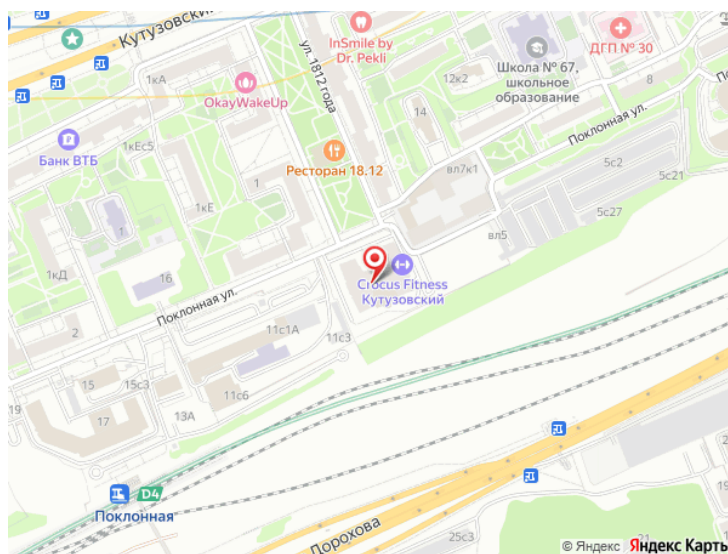 Кутузовский
1кА
ул. 1812 года
InSmile by
Dr. Pekli
12к2
Школа № 67,
школьное
образование
ДГП № 30
8
OkayWakeUp
14
Поклонная ул.
1кЕс5
Банк ВТБ
Ресторан 18.12
вл7к1
5с2
5с21
1
1кЕ
5с27
1
вл5
1кД
16
Crocus Fitness
Кутузовский
Поклонная ул.
2
11с1А
11с3
15
15с3
11с6
19
13А
17
D4
Поклонная
Дорохова
25с3
21
© Яндекс Яндекс Карты